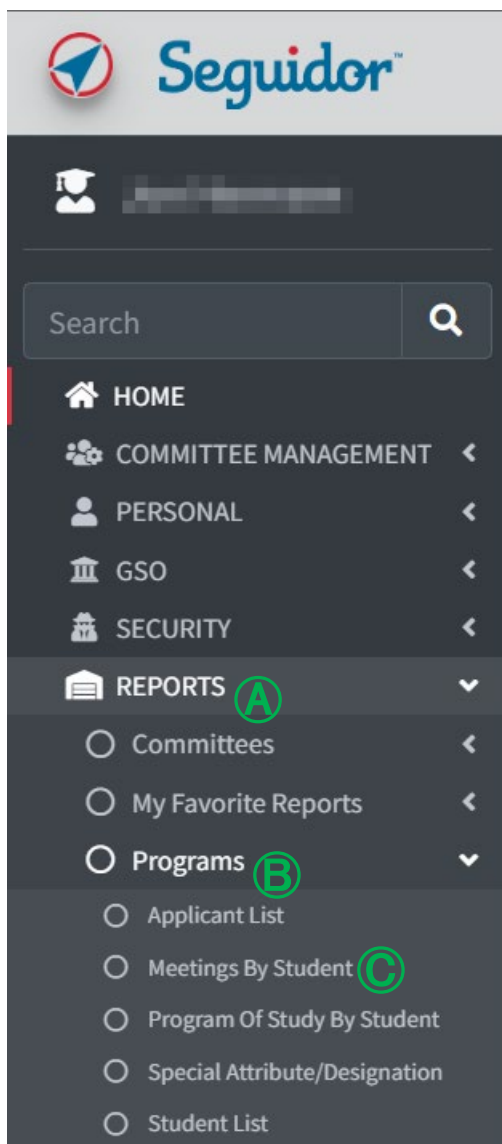 Seguidor™
Search
HOME
COMMITTEE MANAGEMENT
PERSONAL
GSO
SECURITY
REPORTS A
Committees
My Favorite Reports
Programs B
Applicant List
Meetings By Student C
Program Of Study By Student
Special Attribute/Designation
Student List